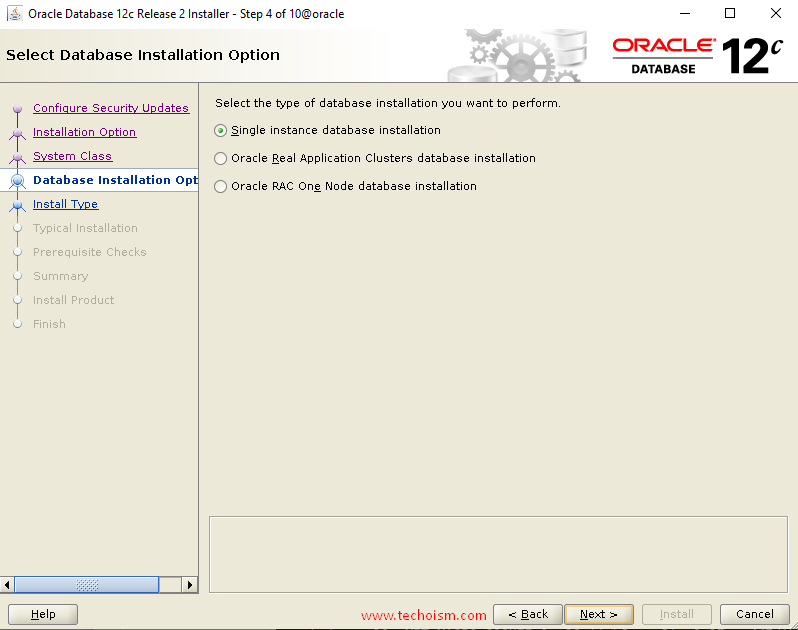 Oracle Database 12c Release 2 Installer - Step 4 of 10@oracle
Select Database Installation Option
ORACLE
DATABASE
12c
Configure Security Updates
Installation Option
System Class
Database Installation Opt
Install Type
Typical Installation
Prerequisite Checks
Summary
Install Product
Finish
Select the type of database installation you want to perform.
Single instance database installation
Oracle Real Application Clusters database installation
Oracle RAC One Node database installation
Help
www.techoism.com
< Back
Next >
Install
Cancel